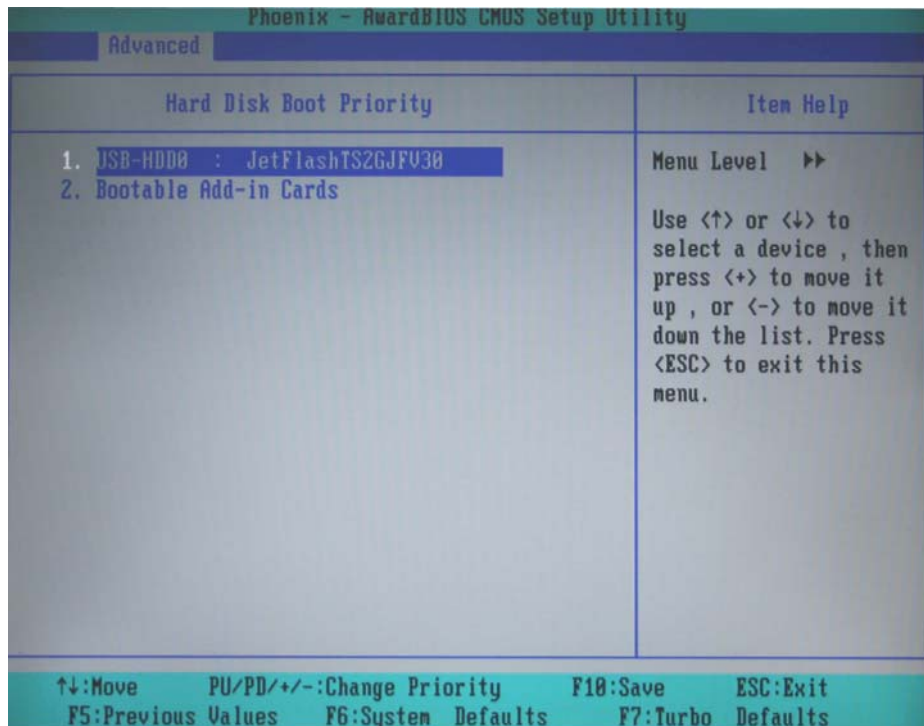 Phoenix - AwardBIOS CMOS Setup Utility
Advanced
Hard Disk Boot Priority
1. USB-HDD0 : JetFlashTS2GJFV30
2. Bootable Add-in Cards
Item Help
Menu Level ▶▶
Use <↑> or <↓> to
select a device , then
press <+> to move it
up , or <-> to move it
down the list. Press
<ESC> to exit this
menu.
↑↓:Move PU/PD/+/-:Change Priority F10:Save ESC:Exit
F5:Previous Values F6:System Defaults F7:Turbo Defaults